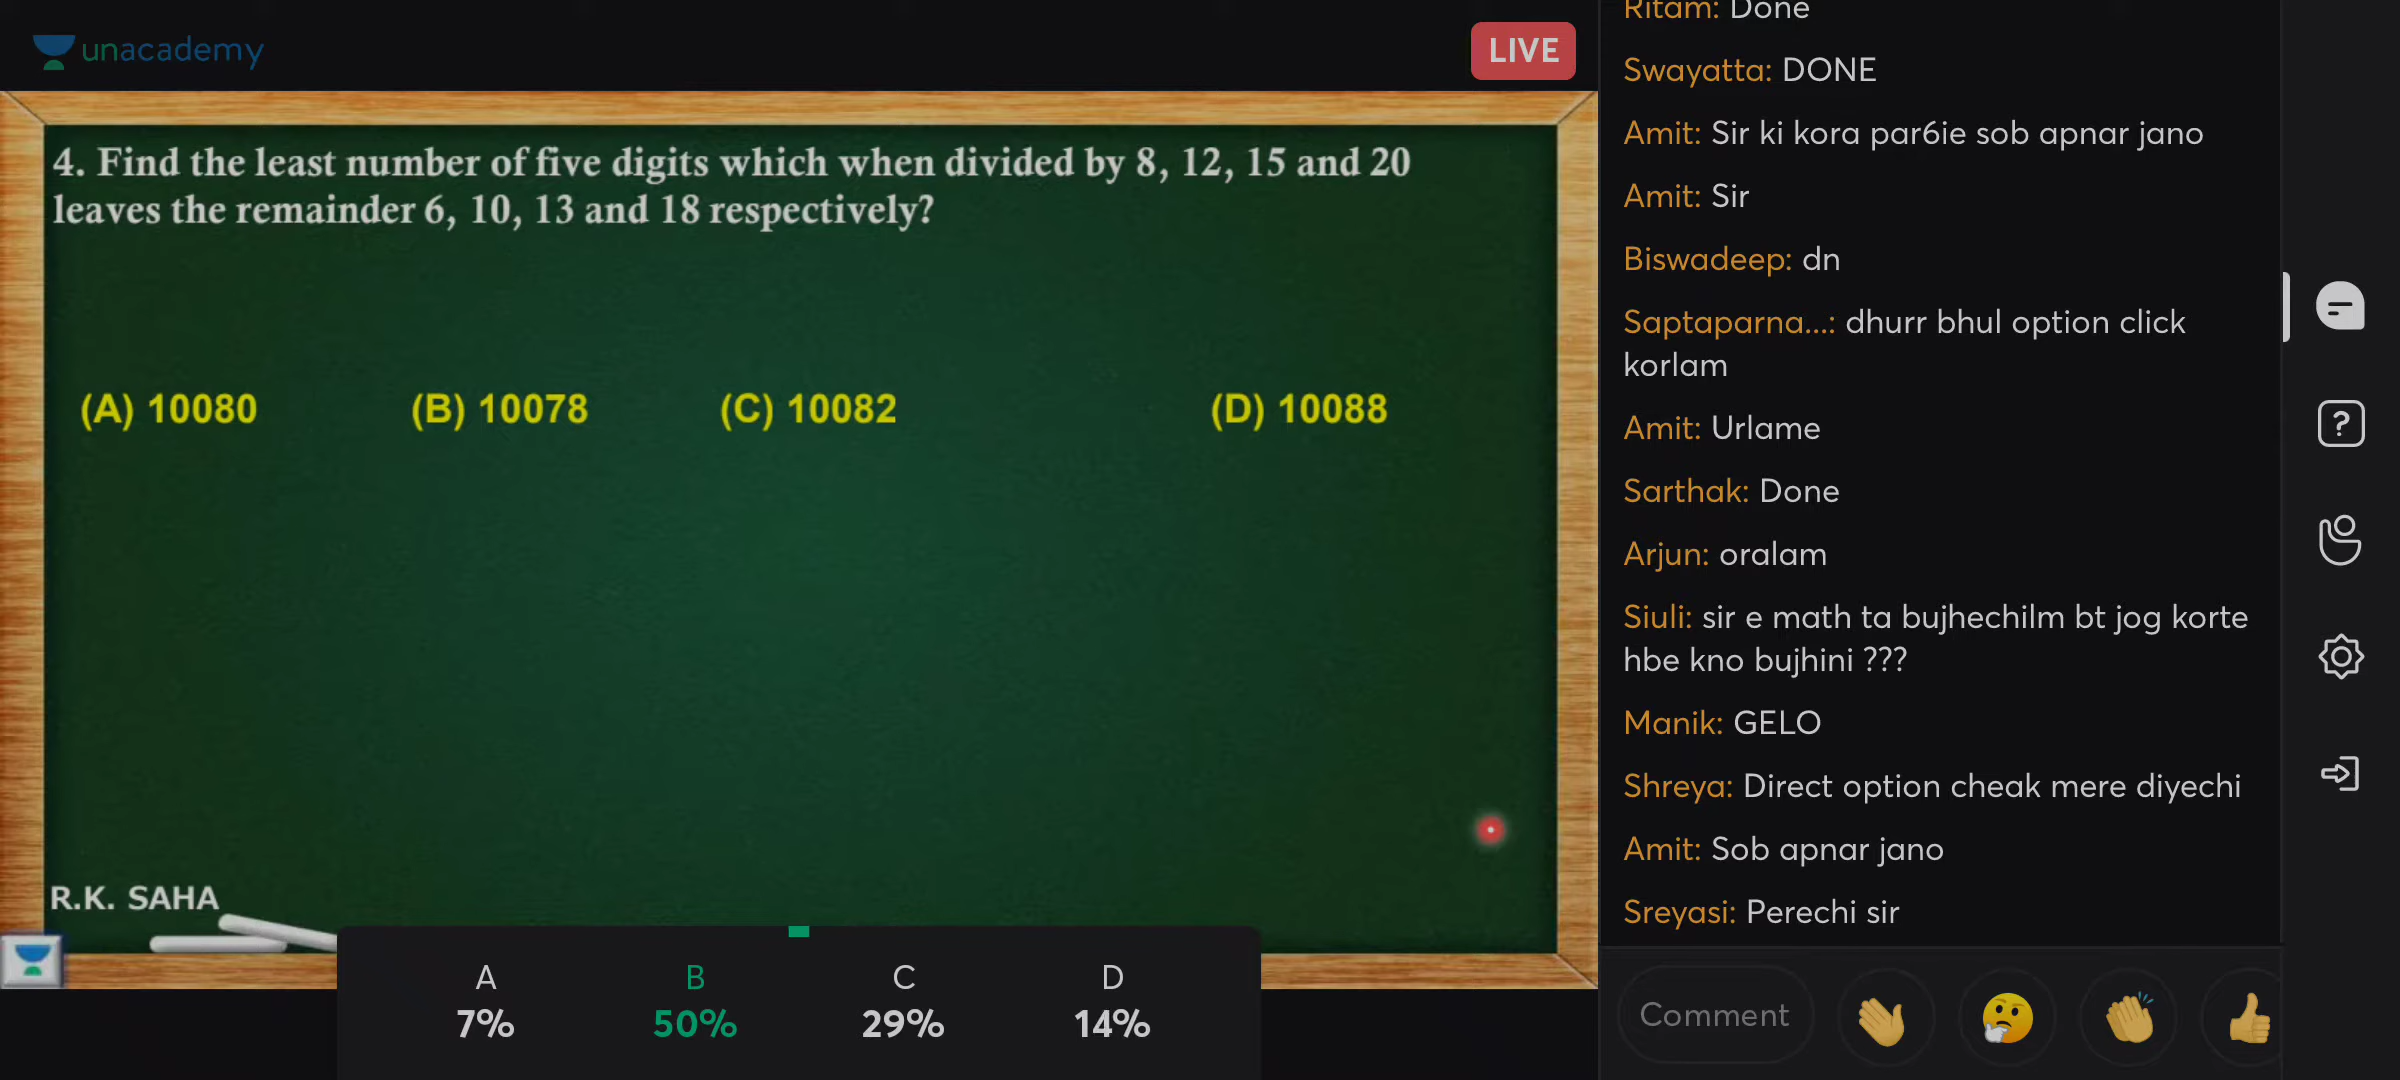 unacademy
LIVE
4. Find the least number of five digits which when divided by 8, 12, 15 and 20
leaves the remainder 6, 10, 13 and 18 respectively?
(A) 10080 (B) 10078 (C) 10082 (D) 10088
R.K. SAHA
A B C D
7% 50% 29% 14%
Ritam: Done
Swayatta: DONE
Amit: Sir ki kora par6ie sob apnar jano
Amit: Sir
Biswadeep: dn
Saptaparna...: dhurr bhul option click
korlam
Amit: Urlame
Sarthak: Done
Arjun: oralam
Siuli: sir e math ta bujhechilm bt jog korte
hbe kno bujhini ???
Manik: GELO
Shreya: Direct option cheak mere diyechi
Amit: Sob apnar jano
Sreyasi: Perechi sir
Comment